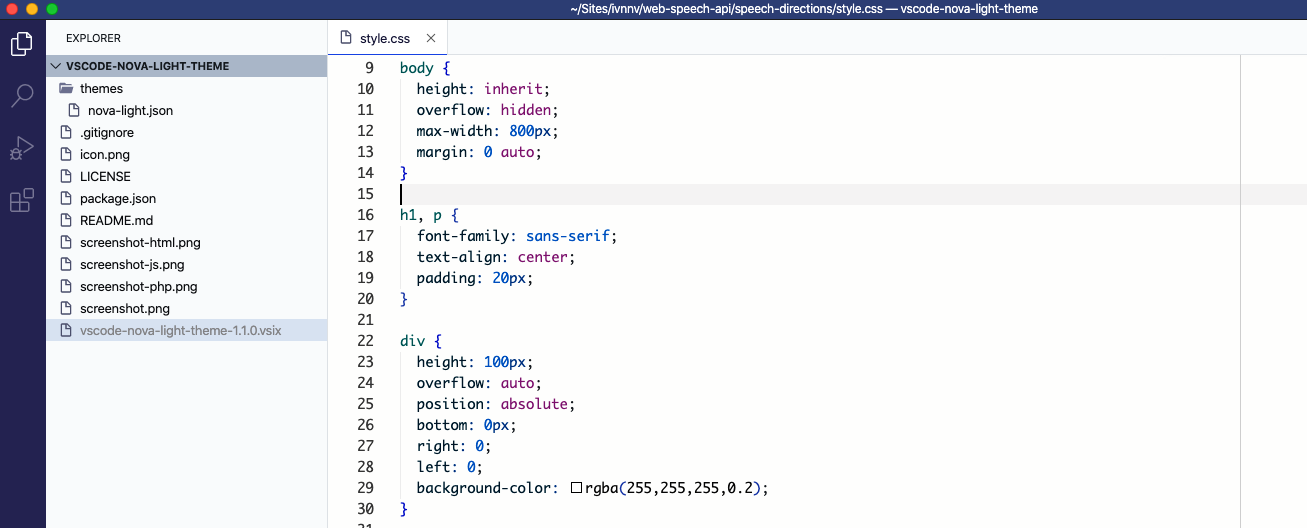 ~/Sites/ivnnv/web-speech-api/speech-directions/style.css — vscode-nova-light-theme
EXPLORER
VSCODE-NOVA-LIGHT-THEME
themes
nova-light.json
.gitignore
icon.png
LICENSE
package.json
README.md
screenshot-html.png
screenshot-js.png
screenshot-php.png
screenshot.png
vscode-nova-light-theme-1.1.0.vsix
style.css
9 body {
10   height: inherit;
11   overflow: hidden;
12   max-width: 800px;
13   margin: 0 auto;
14 }
15
16 h1, p {
17   font-family: sans-serif;
18   text-align: center;
19   padding: 20px;
20 }
21
22 div {
23   height: 100px;
24   overflow: auto;
25   position: absolute;
26   bottom: 0px;
27   right: 0;
28   left: 0;
29   background-color: rgba(255,255,255,0.2);
30 }